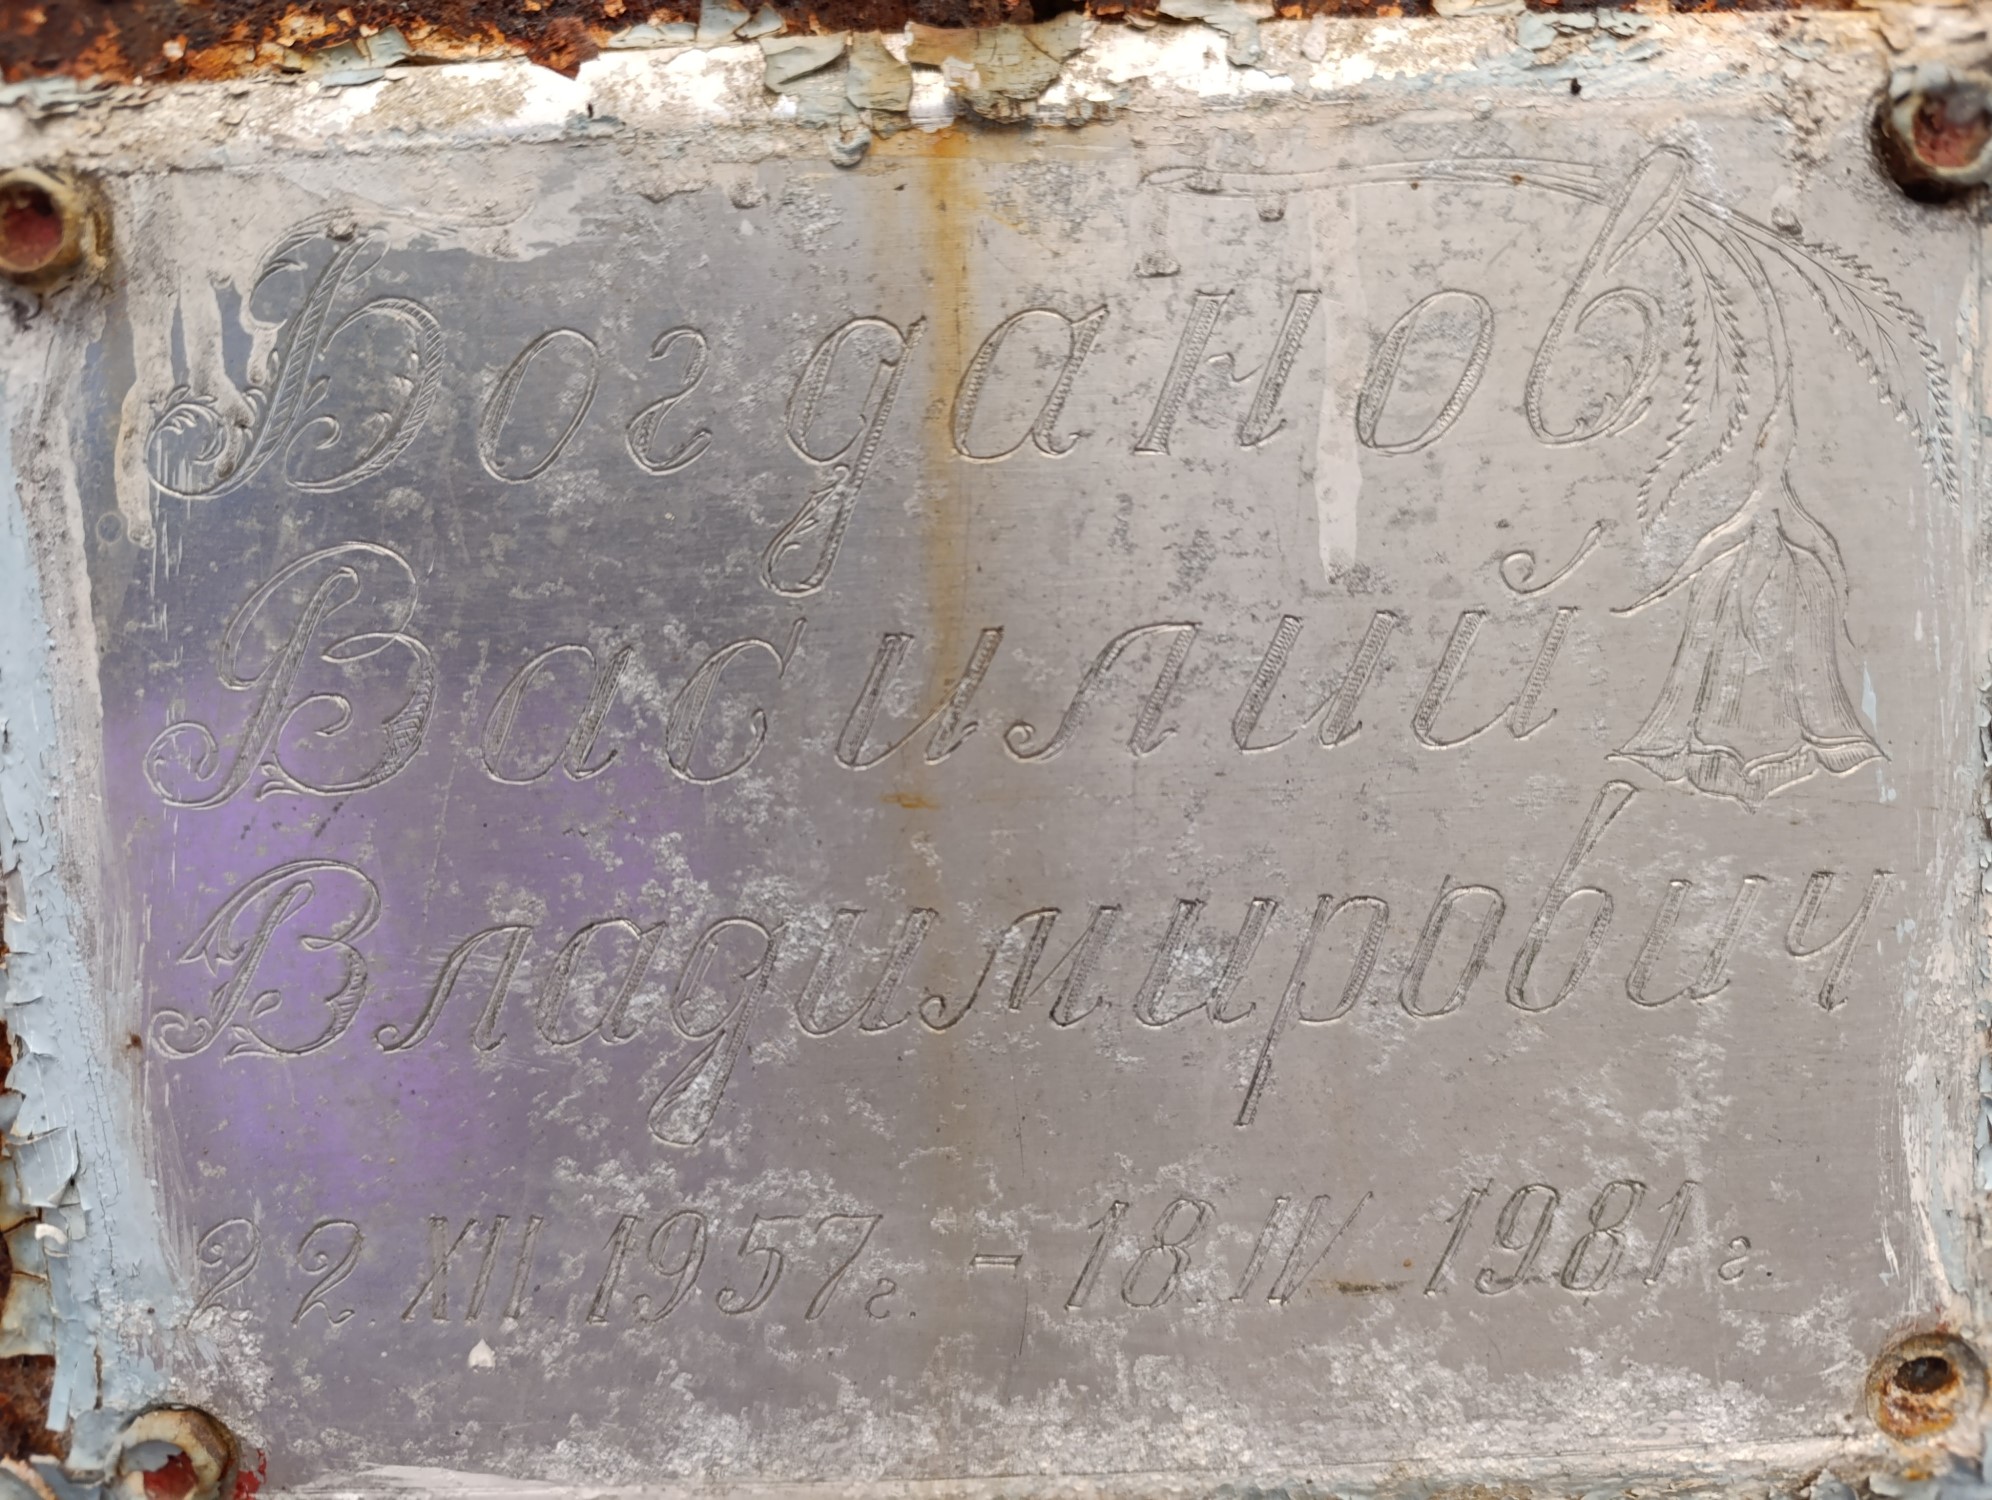 Богданов
Василий
Владимирович
22.XII.1957г. - 18.IV 1981г.